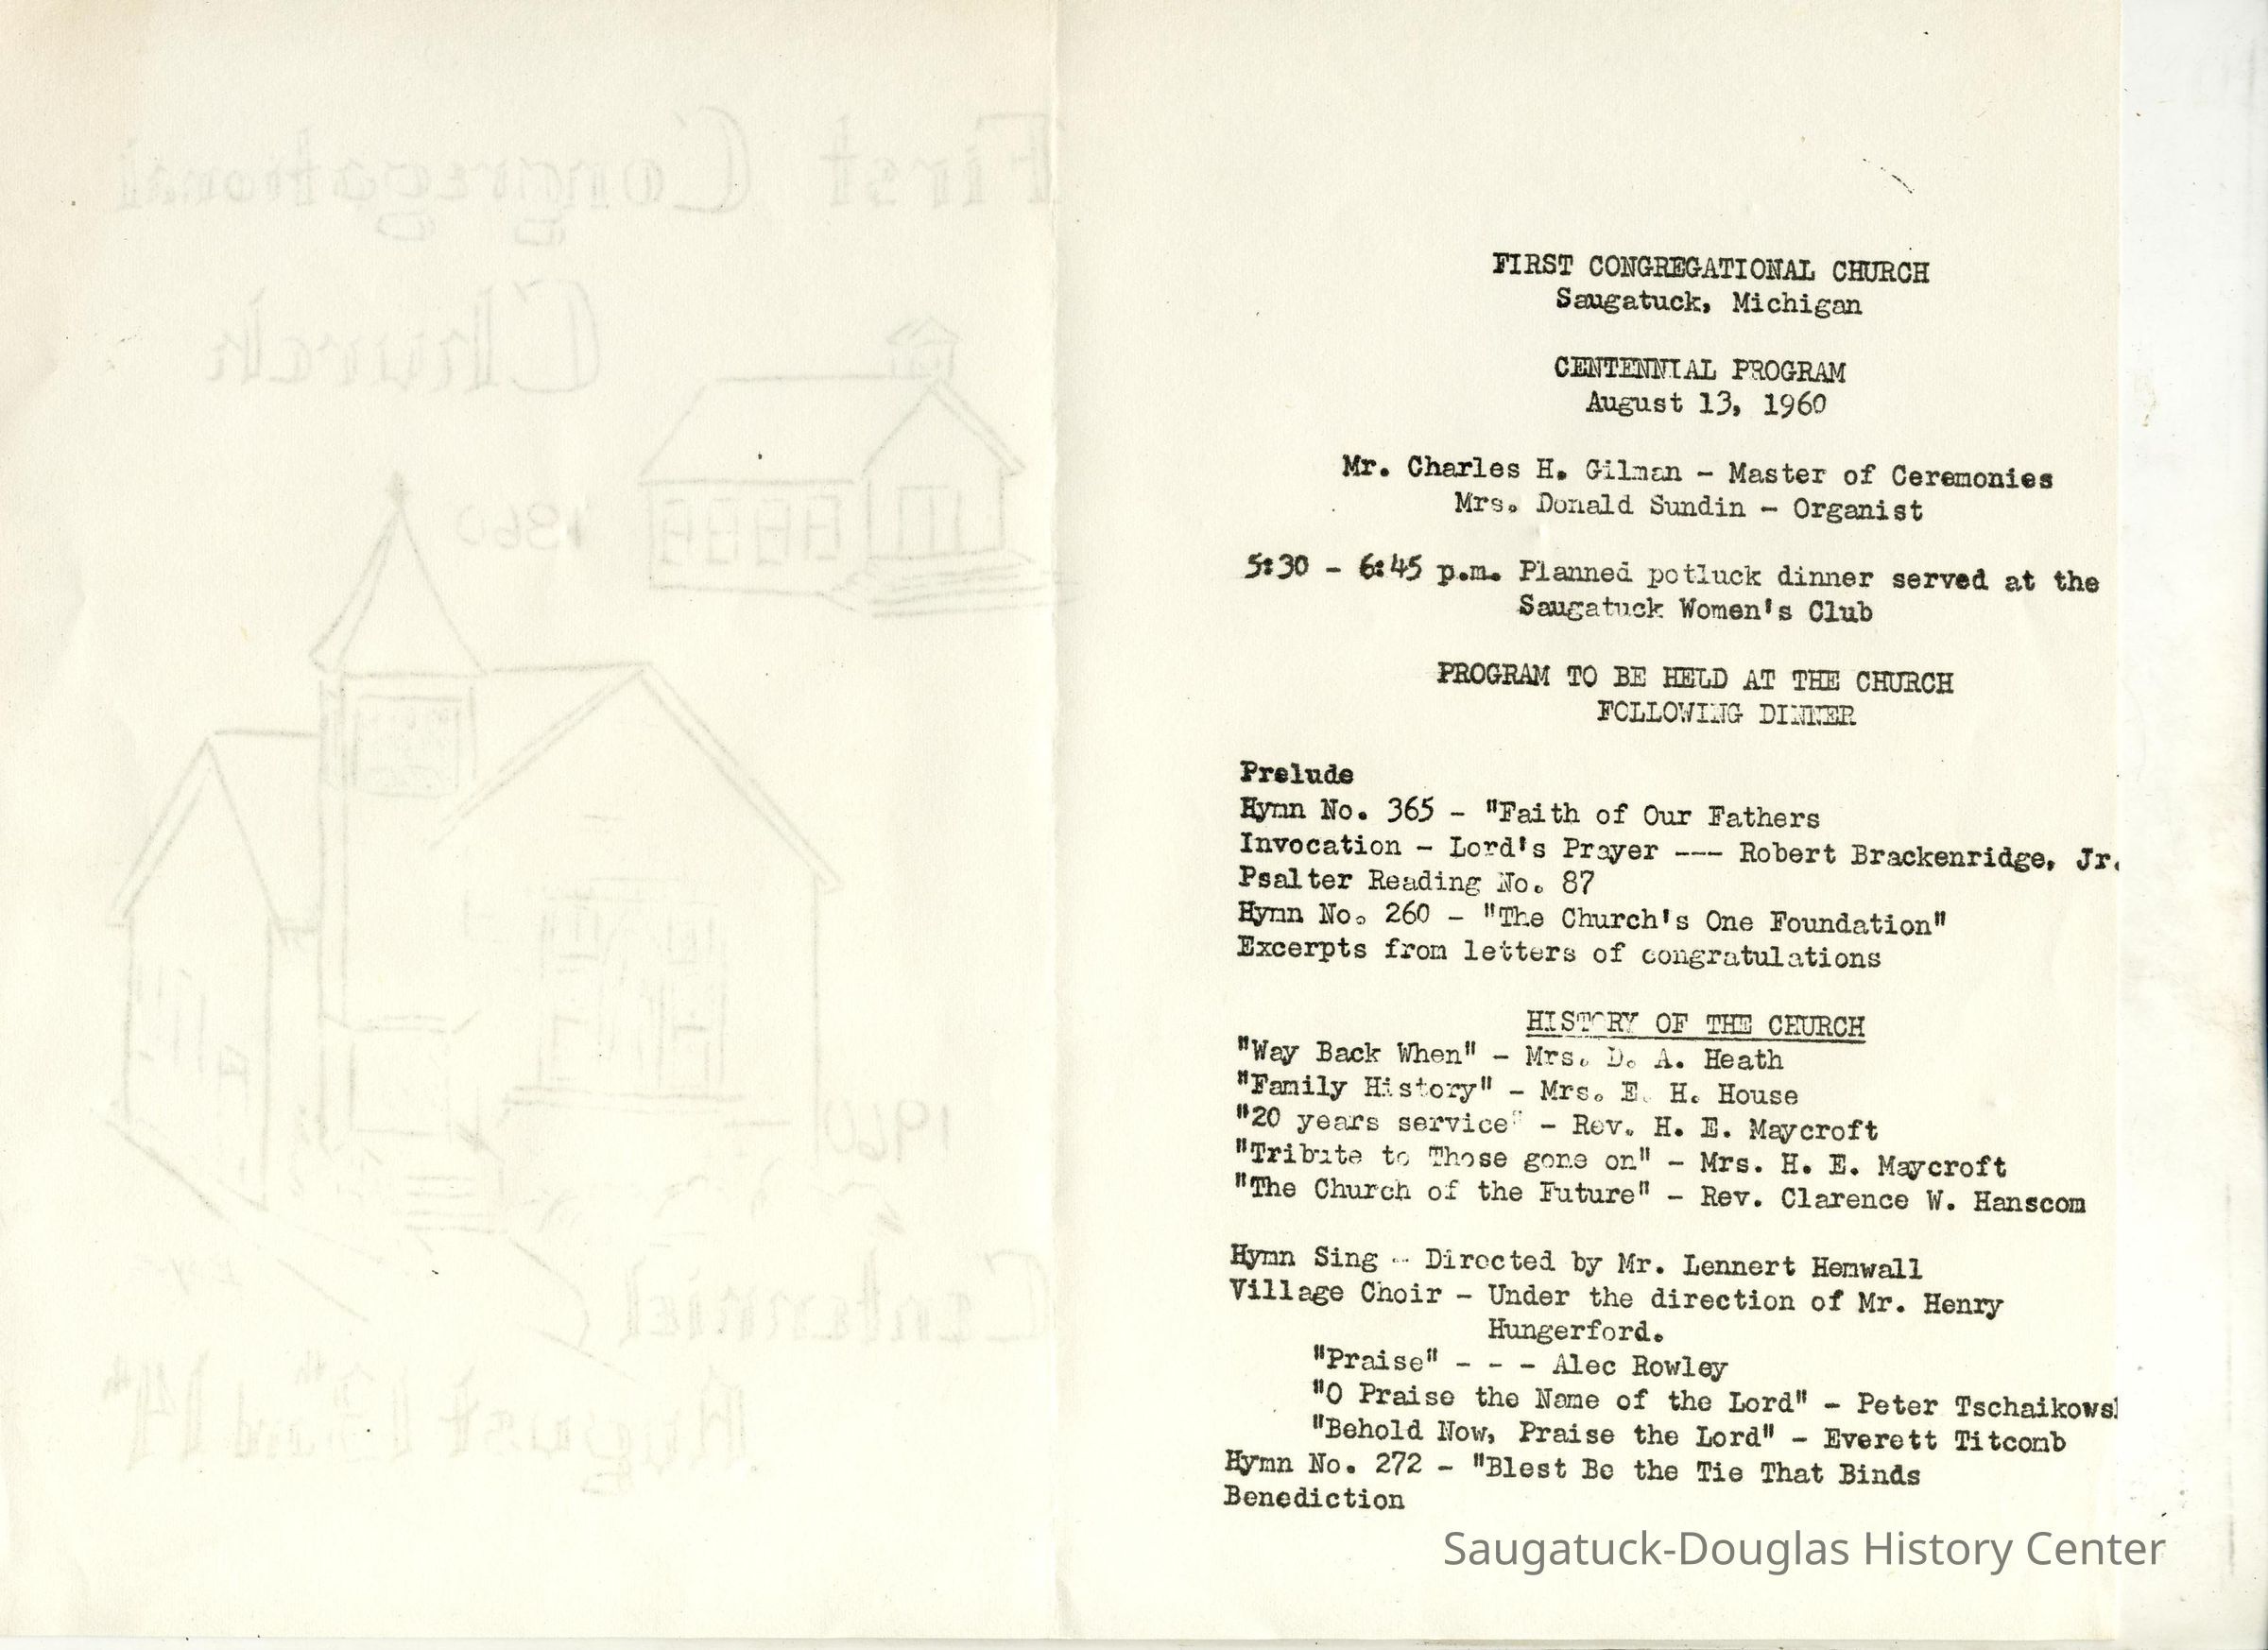 First Congregational
Church
1860
1960
Centennial
August 13th and 14th
FIRST CONGREGATIONAL CHURCH
Saugatuck, Michigan
CENTENNIAL PROGRAM
August 13, 1960
Mr. Charles H. Gilman - Master of Ceremonies
Mrs. Donald Sundin - Organist
5:30 - 6:45 p.m. Planned potluck dinner served at the
Saugatuck Women's Club
PROGRAM TO BE HELD AT THE CHURCH
FOLLOWING DINNER
Prelude
Hymn No. 365 - "Faith of Our Fathers
Invocation - Lord's Prayer --- Robert Brackenridge, Jr.
Psalter Reading No. 87
Hymn No. 260 - "The Church's One Foundation"
Excerpts from letters of congratulations
HISTORY OF THE CHURCH
"Way Back When" - Mrs. D. A. Heath
"Family History" - Mrs. E. H. House
"20 years service" - Rev. H. E. Maycroft
"Tribute to Those gone on" - Mrs. H. E. Maycroft
"The Church of the Future" - Rev. Clarence W. Hanscom
Hymn Sing -- Directed by Mr. Lennert Hemwall
Village Choir - Under the direction of Mr. Henry
Hungerford.
"Praise" - - - Alec Rowley
"O Praise the Name of the Lord" - Peter Tschaikows
"Behold Now, Praise the Lord" - Everett Titcomb
Hymn No. 272 - "Blest Be the Tie That Binds
Benediction
Saugatuck-Douglas History Center